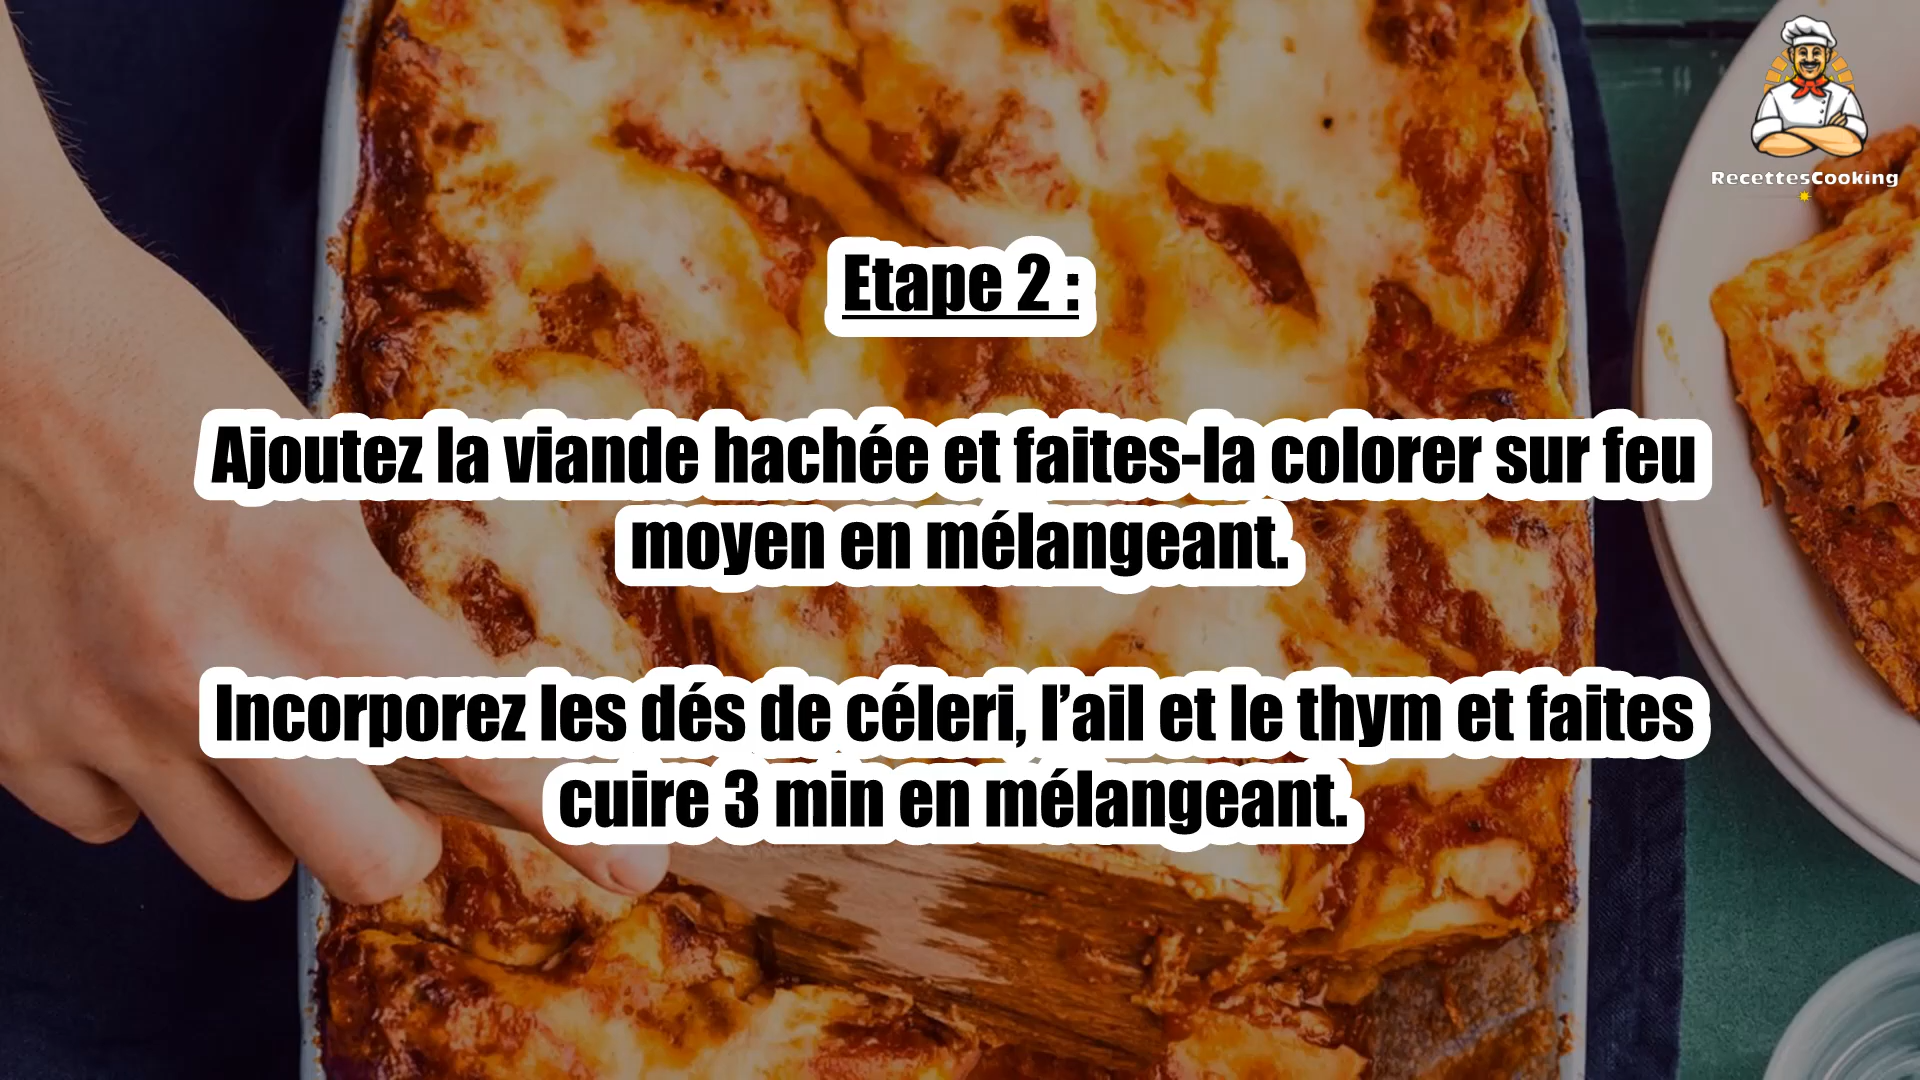 RecettesCooking
Etape 2 :
Ajoutez la viande hachée et faites-la colorer sur feu
moyen en mélangeant.
Incorporez les dés de céleri, l’ail et le thym et faites
cuire 3 min en mélangeant.